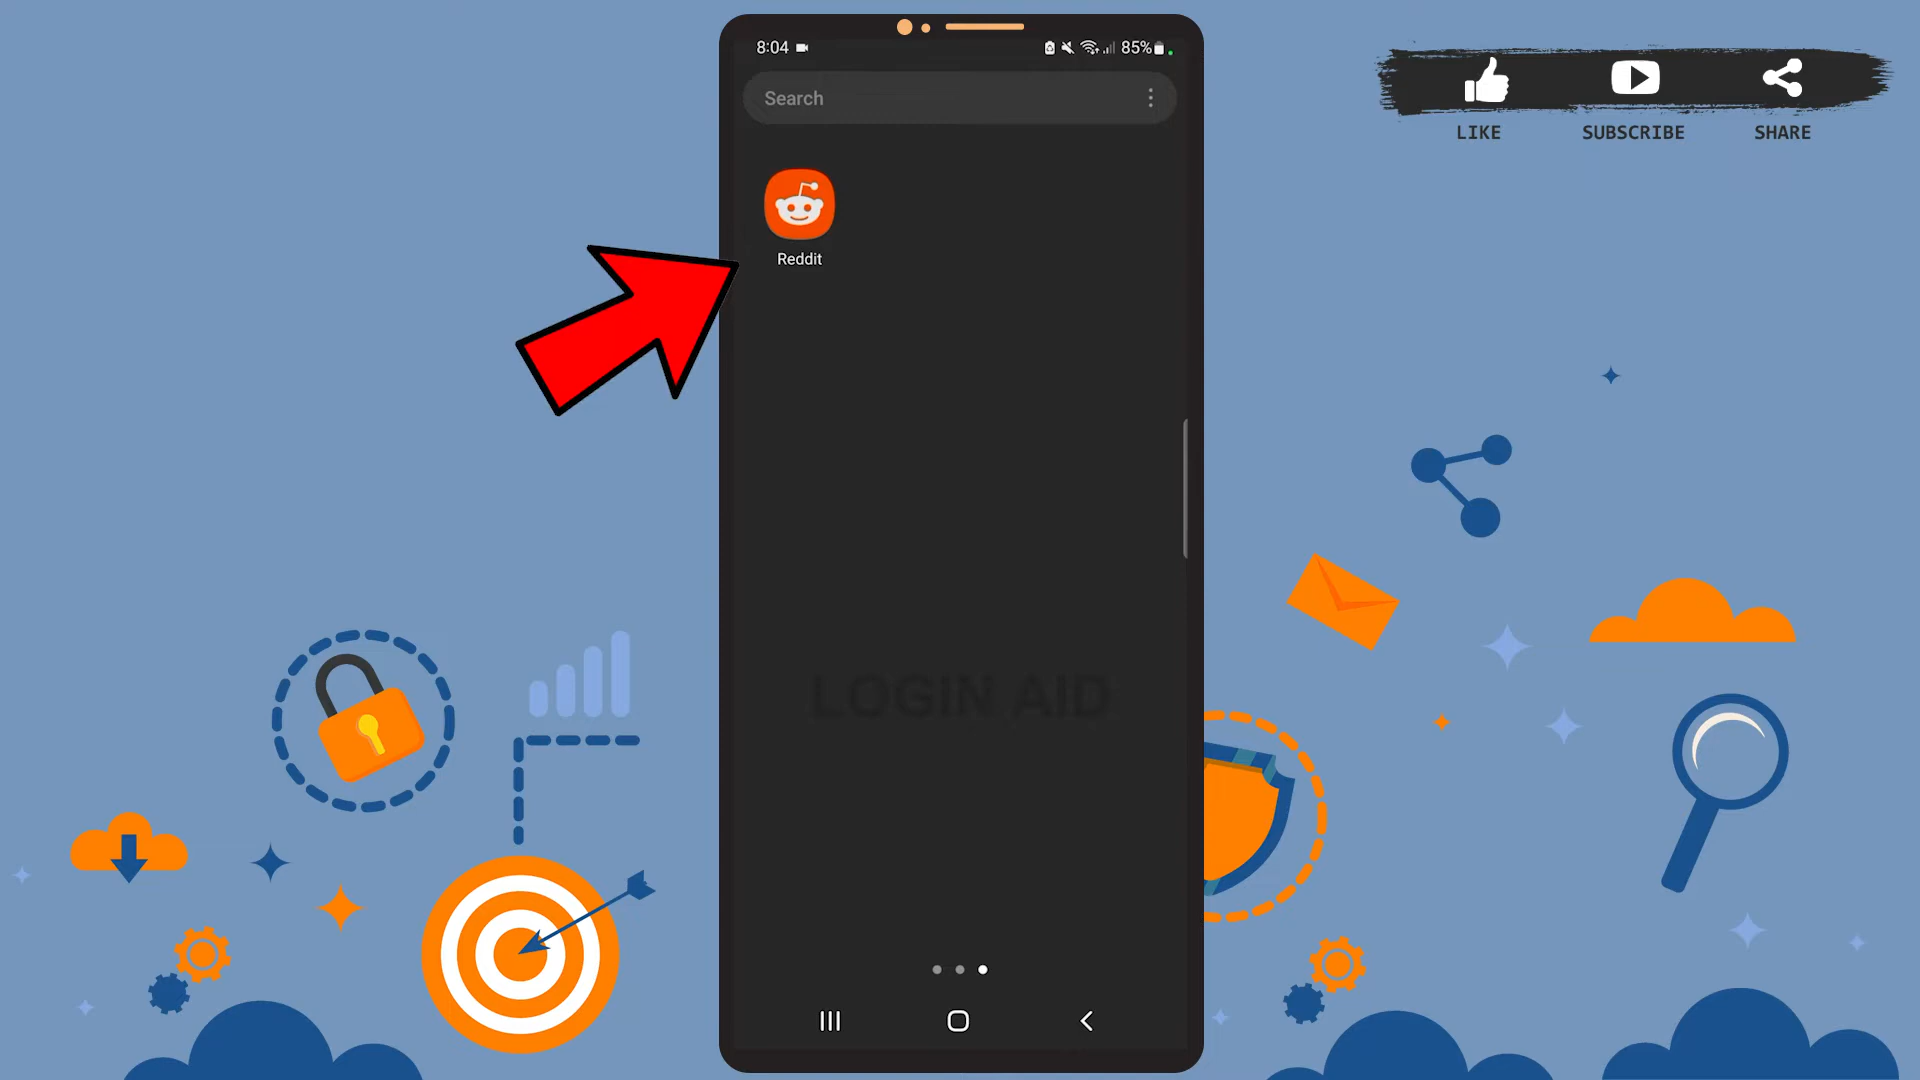 8:04
85%
Search
LIKE
SUBSCRIBE
SHARE
Reddit
LOGIN AID